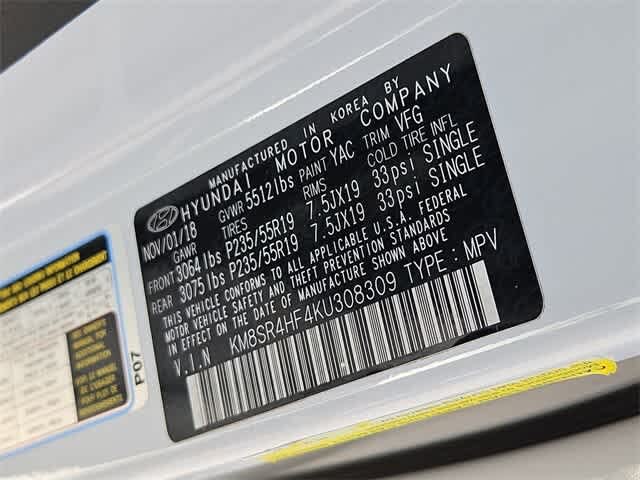 MANUFACTURED IN KOREA BY
HYUNDAI MOTOR COMPANY
NOV/01/18 GVWR 5512lbs PAINT YAC TRIM VFG
GAWR TIRES RIMS COLD TIRE INFL
FRONT 3064lbs P235/55R19 7.5JX19 33psi SINGLE
REAR 3075lbs P235/55R19 7.5JX19 33psi SINGLE
THIS VEHICLE CONFORMS TO ALL APPLICABLE U.S.A. FEDERAL
MOTOR VEHICLE SAFETY AND THEFT PREVENTION STANDARDS
IN EFFECT ON THE DATE OF MANUFACTURE SHOWN ABOVE.
V.I.N KM8SR4HF4KU308309 TYPE: MPV
P07